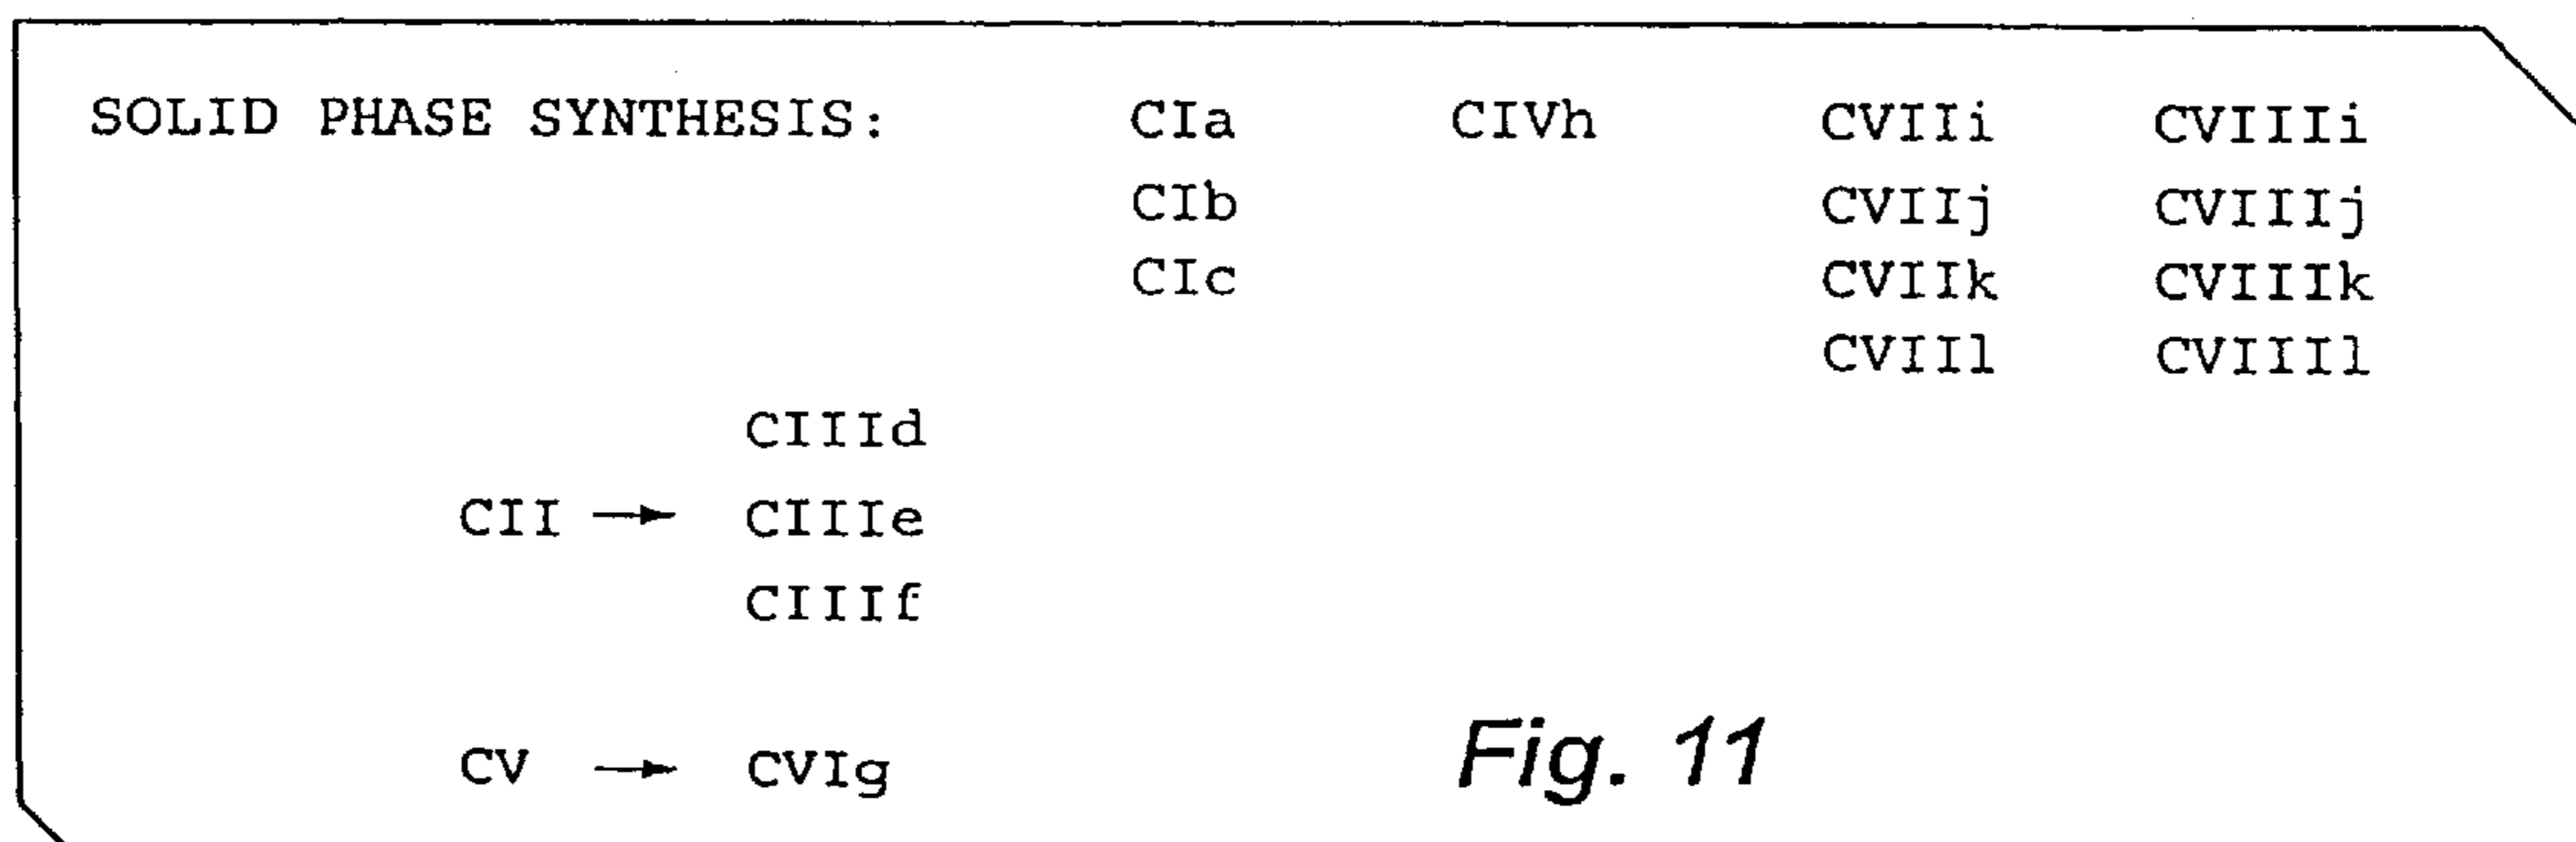 SOLID PHASE SYNTHESIS: CIa CIVh CVIIi CVIIIi
CIb CVIIj CVIIIj
CIc CVIIk CVIIIk
CVIIl CVIIIl
CIIId
CII → CIIIe
CIIIf
CV → CVIg
Fig. 11